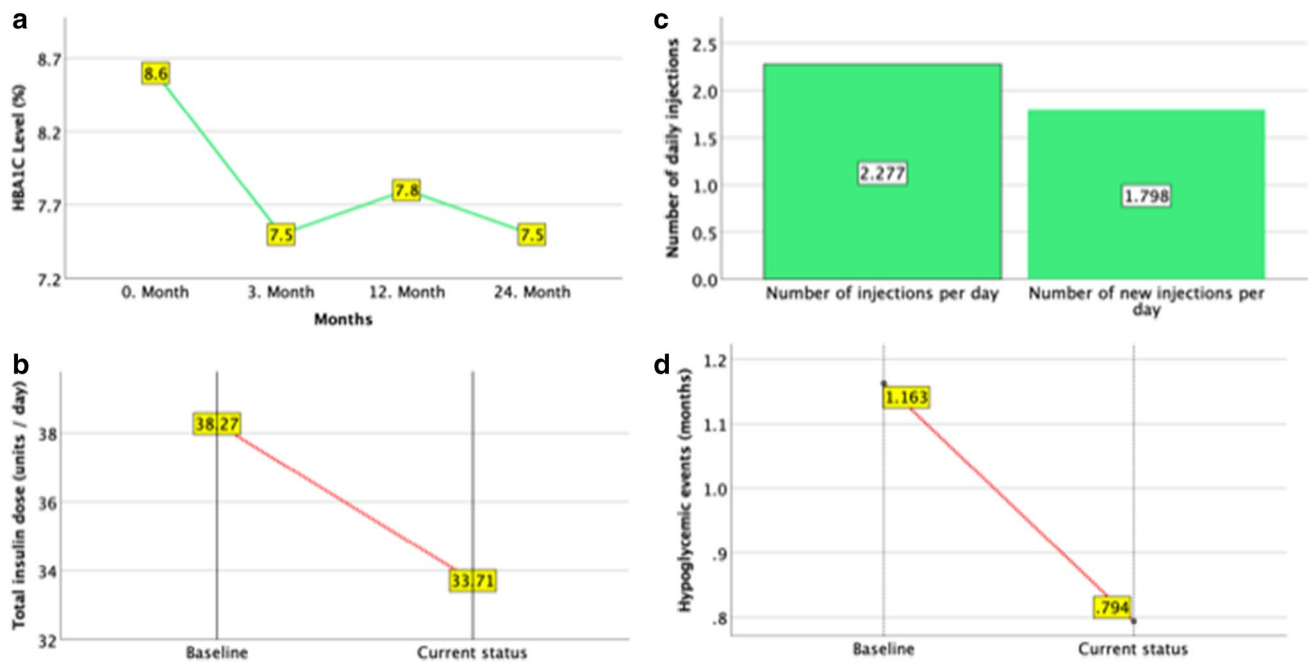 a
HBA1C Level (%)
8.7
8.2
7.7
7.2
8.6
7.5
7.8
7.5
0. Month
3. Month
12. Month
24. Month
Months
c
Number of daily injections
2.5
2.0
1.5
1.0
0.5
0.0
2.277
1.798
Number of injections per day
Number of new injections per
day
b
Total insulin dose (units / day)
38
36
34
32
38.27
33.71
Baseline
Current status
d
Hypoglycemic events (months)
1.2
1.1
1.0
.9
.8
1.163
.794
Baseline
Current status